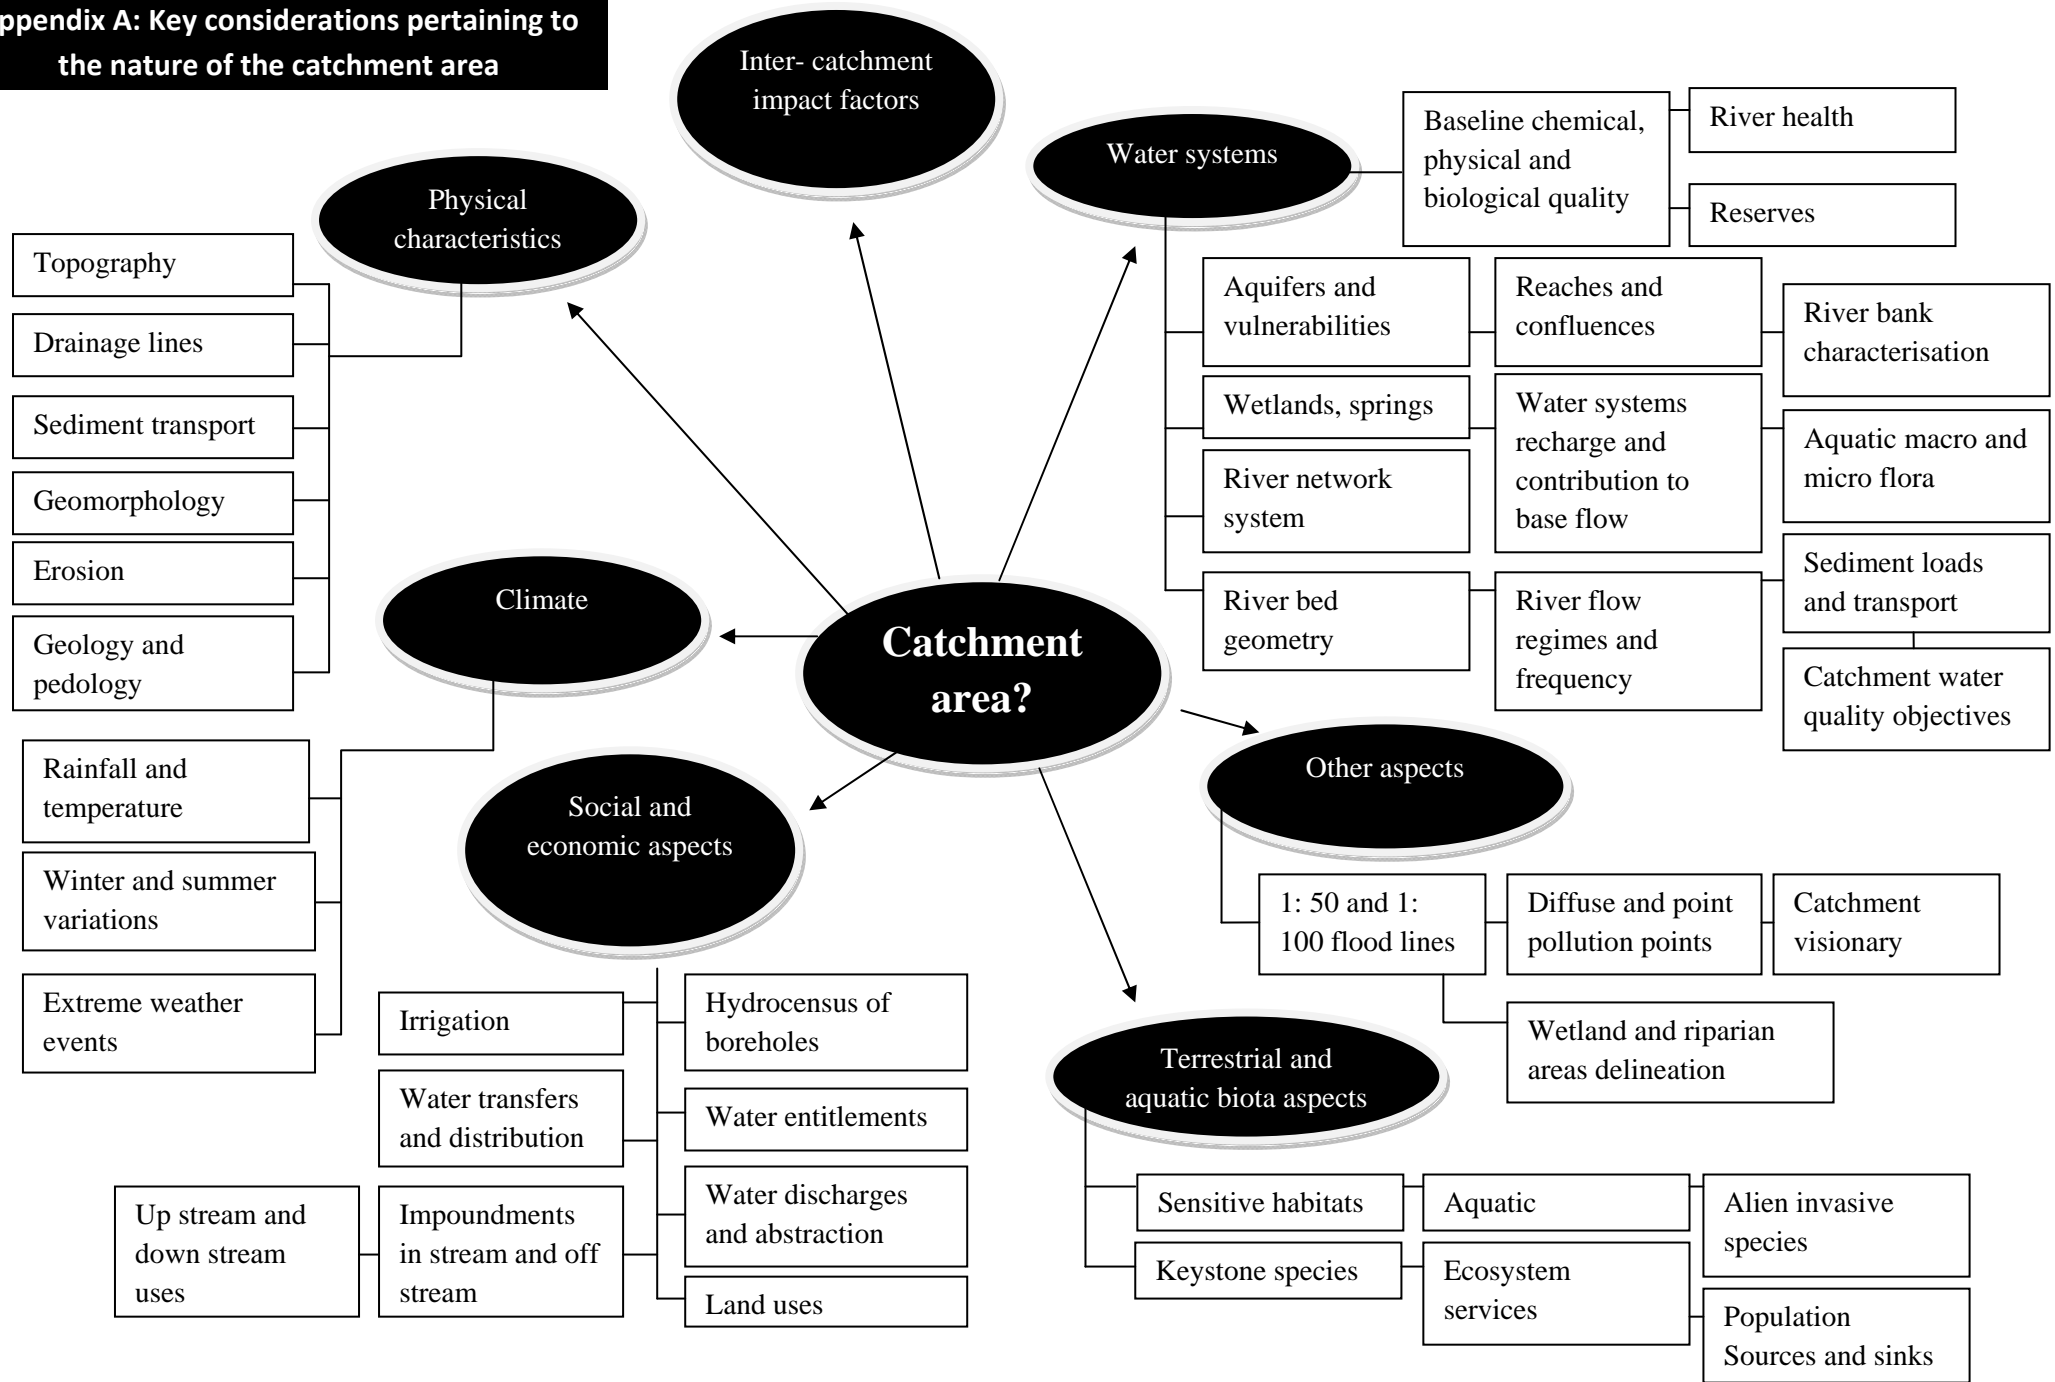 ppendix A: Key considerations pertaining to
the nature of the catchment area
Inter- catchment
impact factors
Water systems
Baseline chemical,
physical and
biological quality
River health
Reserves
Physical
characteristics
Topography
Drainage lines
Sediment transport
Geomorphology
Erosion
Geology and
pedology
Aquifers and
vulnerabilities
Reaches and
confluences
River bank
characterisation
Wetlands, springs
Water systems
recharge and
contribution to
base flow
Aquatic macro and
micro flora
River network
system
Sediment loads
and transport
River bed
geometry
River flow
regimes and
frequency
Catchment water
quality objectives
Climate
Catchment
area?
Rainfall and
temperature
Winter and summer
variations
Extreme weather
events
Social and
economic aspects
Irrigation
Hydrocensus of
boreholes
Water transfers
and distribution
Water entitlements
Water discharges
and abstraction
Up stream and
down stream
uses
Impoundments
in stream and off
stream
Land uses
Other aspects
1: 50 and 1:
100 flood lines
Diffuse and point
pollution points
Catchment
visionary
Wetland and riparian
areas delineation
Terrestrial and
aquatic biota aspects
Sensitive habitats
Aquatic
Alien invasive
species
Keystone species
Ecosystem
services
Population
Sources and sinks